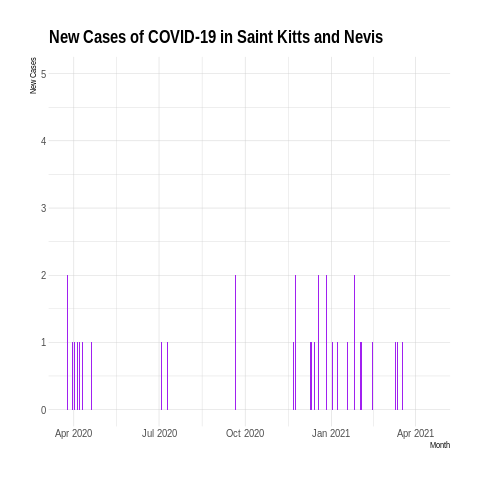 New Cases of COVID-19 in Saint Kitts and Nevis
New Cases
5
4
3
2
1
0
Apr 2020 Jul 2020 Oct 2020 Jan 2021 Apr 2021
Month